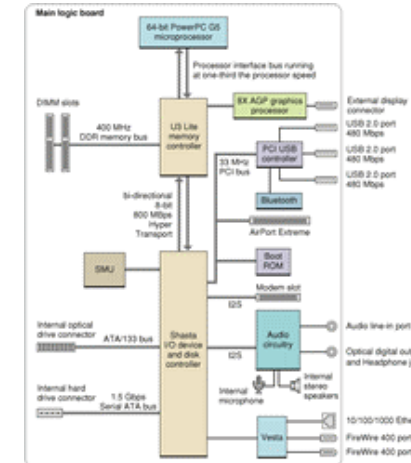 Main logic board
64-bit PowerPC G5
microprocessor
Processor interface bus running
at one-third the processor speed
DIMM slots
8X AGP graphics
processor
External display
connector
400 MHz
DDR memory bus
U3 Lite
memory
controller
USB 2.0 port
480 Mbps
PCI USB
controller
USB 2.0 port
480 Mbps
33 MHz
PCI bus
USB 2.0 port
480 Mbps
bi-directional
8-bit
800 MBps
Hyper
Transport
Bluetooth
AirPort Extreme
SMU
Boot
ROM
Modem slot
I2S
Internal optical
drive connector
ATA/133 bus
Shasta
I/O device
and disk
controller
Audio
circuitry
Audio line-in port
I2S
Optical digital out
and Headphone j
Internal hard
drive connector
1.5 Gbps
Serial ATA bus
Internal
microphone
Internal
stereo
speakers
Vesta
10/100/1000 Ethe
FireWire 400 port
FireWire 400 port